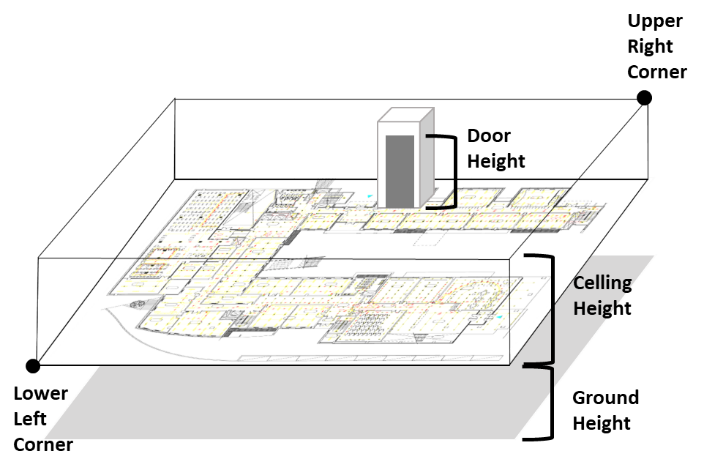 Upper
Right
Corner
Door
Height
Celling
Height
Lower
Left
Corner
Ground
Height